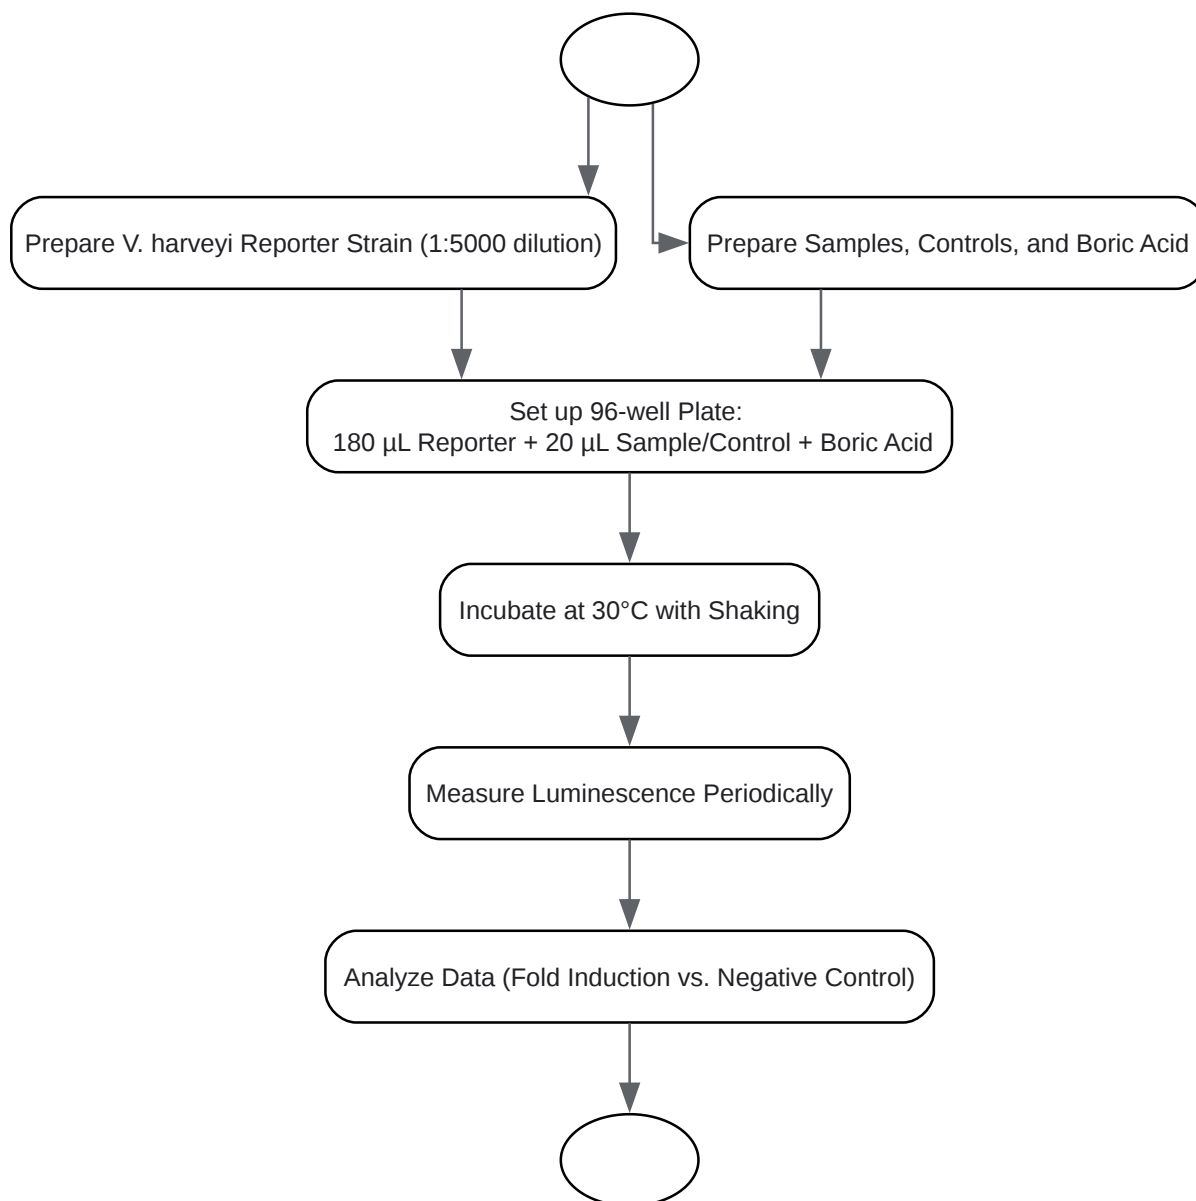 Prepare V. harveyi Reporter Strain (1:5000 dilution)
Prepare Samples, Controls, and Boric Acid
Set up 96-well Plate:
180 µL Reporter + 20 µL Sample/Control + Boric Acid
Incubate at 30°C with Shaking
Measure Luminescence Periodically
Analyze Data (Fold Induction vs. Negative Control)